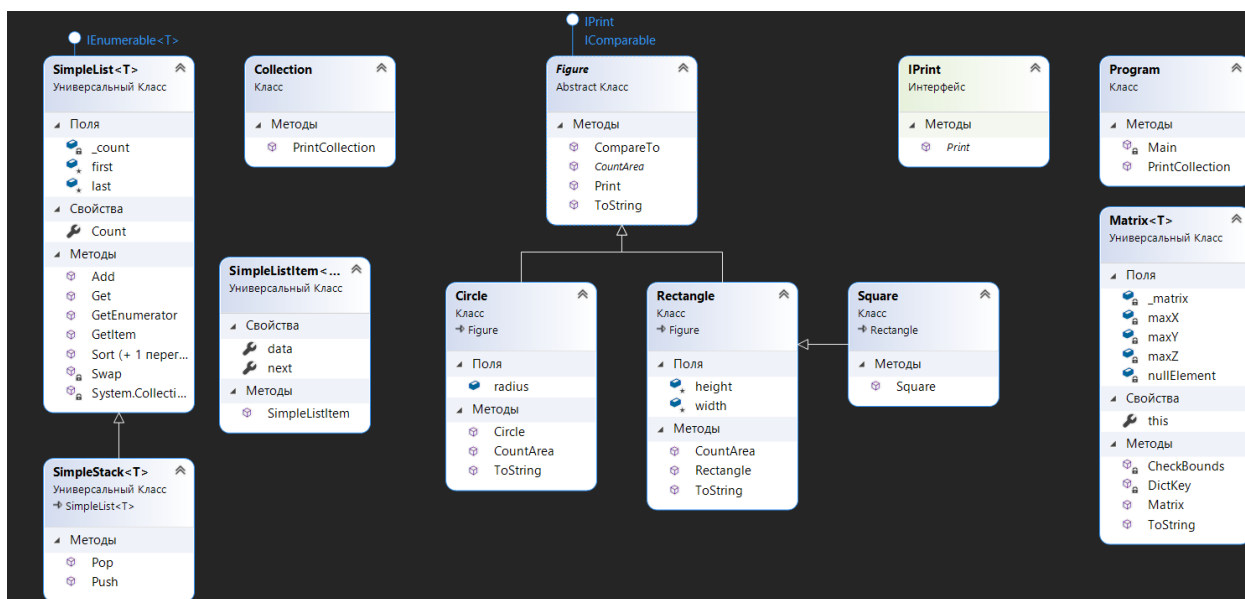 IEnumerable<T>
SimpleList<T>
Универсальный Класс
Поля
_count
first
last
Свойства
Count
Методы
Add
Get
GetEnumerator
GetItem
Sort (+ 1 перег...
Swap
System.Collecti...
SimpleStack<T>
Универсальный Класс
SimpleList<T>
Методы
Pop
Push
Collection
Класс
Методы
PrintCollection
SimpleListItem<...
Универсальный Класс
Свойства
data
next
Методы
SimpleListItem
IPrint
IComparable
Figure
Abstract Класс
Методы
CompareTo
CountArea
Print
ToString
Circle
Класс
Figure
Поля
radius
Методы
Circle
CountArea
ToString
Rectangle
Класс
Figure
Поля
height
width
Методы
CountArea
Rectangle
ToString
Square
Класс
Rectangle
Методы
Square
IPrint
Интерфейс
Методы
Print
Program
Класс
Методы
Main
PrintCollection
Matrix<T>
Универсальный Класс
Поля
_matrix
maxX
maxY
maxZ
nullElement
Свойства
this
Методы
CheckBounds
DictKey
Matrix
ToString